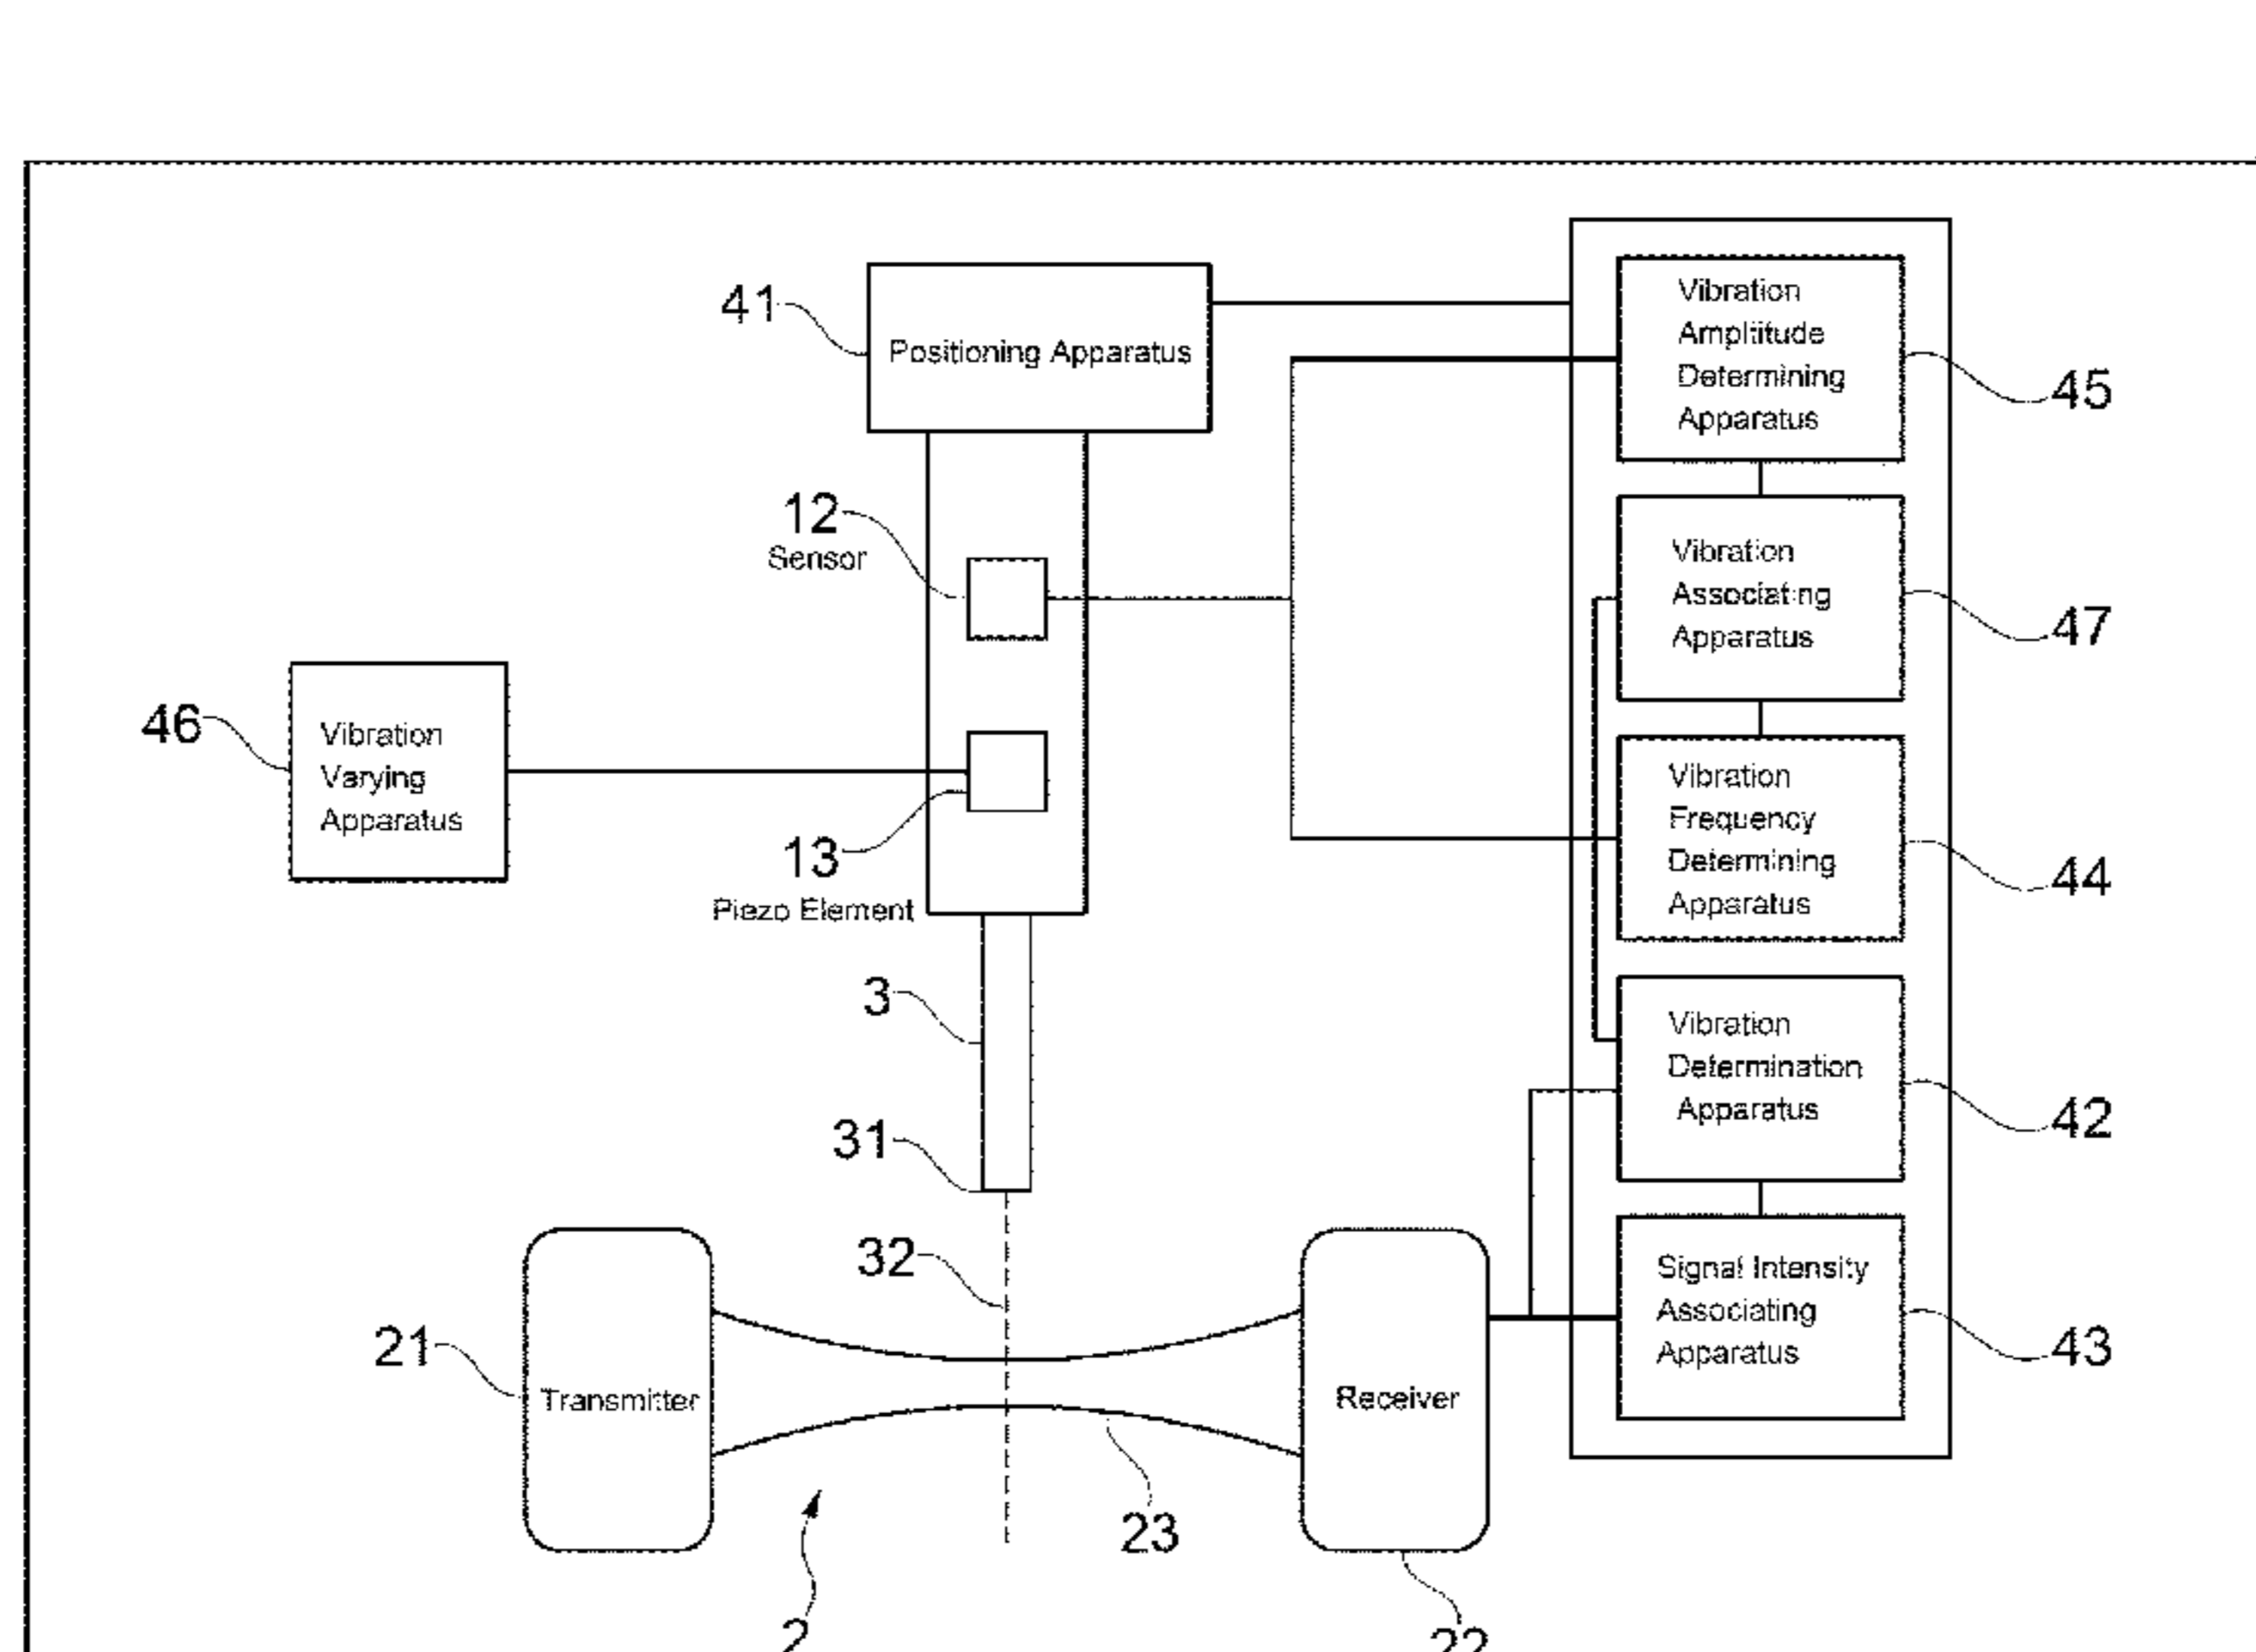 41
Positioning Apparatus
Vibration
Ampltitude
Determining
Apparatus
45
12
Sensor
Vibration
Associating
Apparatus
47
46
Vibration
Varying
Apparatus
13
Piezo Element
Vibration
Frequency
Determining
Apparatus
44
3
Vibration
Determination
Apparatus
42
31
32
21
Transmitter
Receiver
Signal Intensity
Associating
Apparatus
43
23
2
22